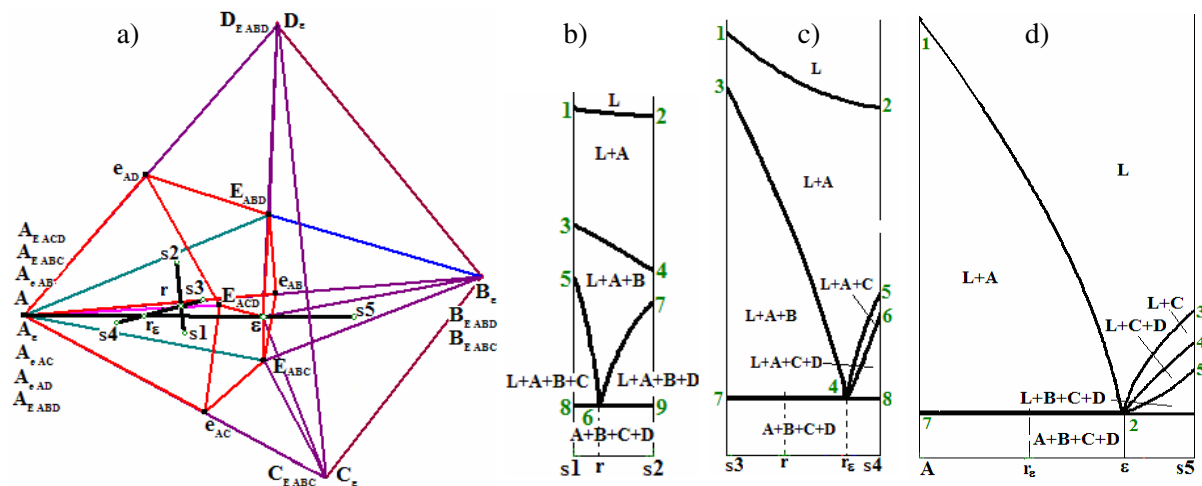 a)
D_E ABD D_ε
e_AD
E_ABD
A_E ACD
A_E ABC
A_e AB
A
A_ε
A_e AC
A_e AD
A_E ABD
s2
r s3
E_ACD
e_AB
B_ε
B_E ABD
B_E ABC
s4 r_ε s1
ε
s5
E_ABC
e_AC
C_E ABC C_ε
b)
1 L 2
L+A
3
4
5 L+A+B
7
L+A+B+C L+A+B+D
8 6 9
A+B+C+D
s1 r s2
c)
1
L
2
3
L+A
L+A+C
5
6
L+A+B
L+A+C+D
4
7 8
A+B+C+D
s3 r r_ε s4
d)
1
L
L+A
L+C
3
L+C+D
4
5
L+B+C+D
7 2
A+B+C+D
A r_ε ε s5